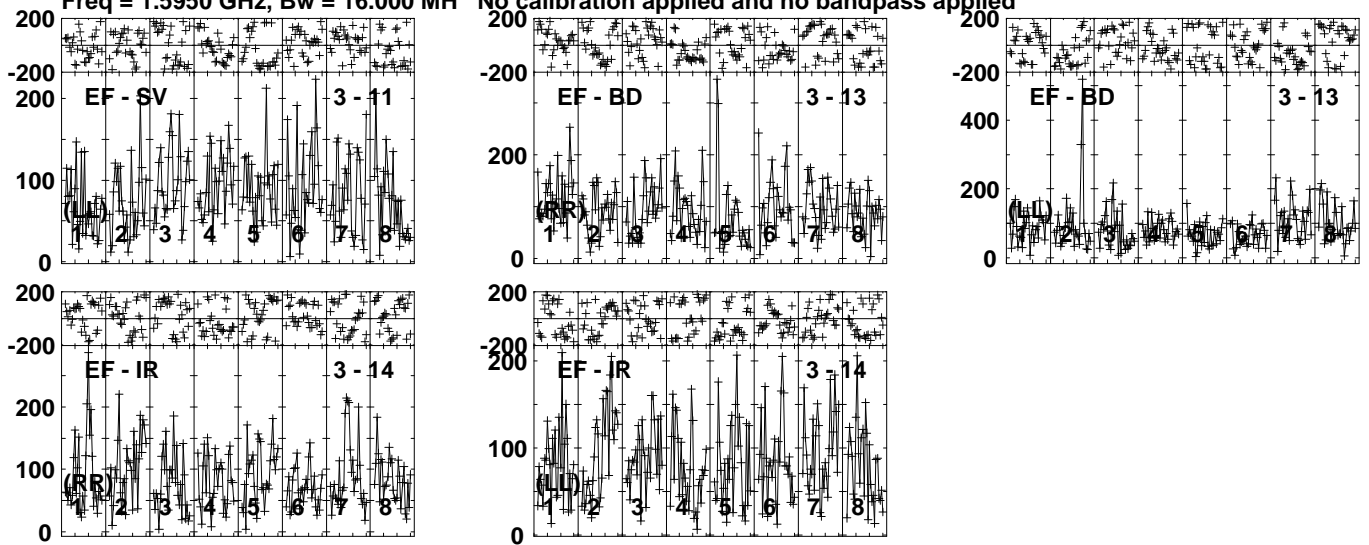 Freq = 1.5950 GHz, Bw = 16.000 MH No calibration applied and no bandpass applied
200
-200
EF - SV 3 - 11
200
100
0
(LL)
1 2 3 4 5 6 7 8
200
-200
EF - BD 3 - 13
200
0
(RR)
1 2 3 4 5 6 7 8
200
-200
EF - BD 3 - 13
400
200
0
(LL)
1 2 3 4 5 6 7 8
200
-200
EF - IR 3 - 14
200
100
0
(RR)
1 2 3 4 5 6 7 8
200
-200
200
EF - IR 3 - 14
100
0
(LL)
1 2 3 4 5 6 7 8